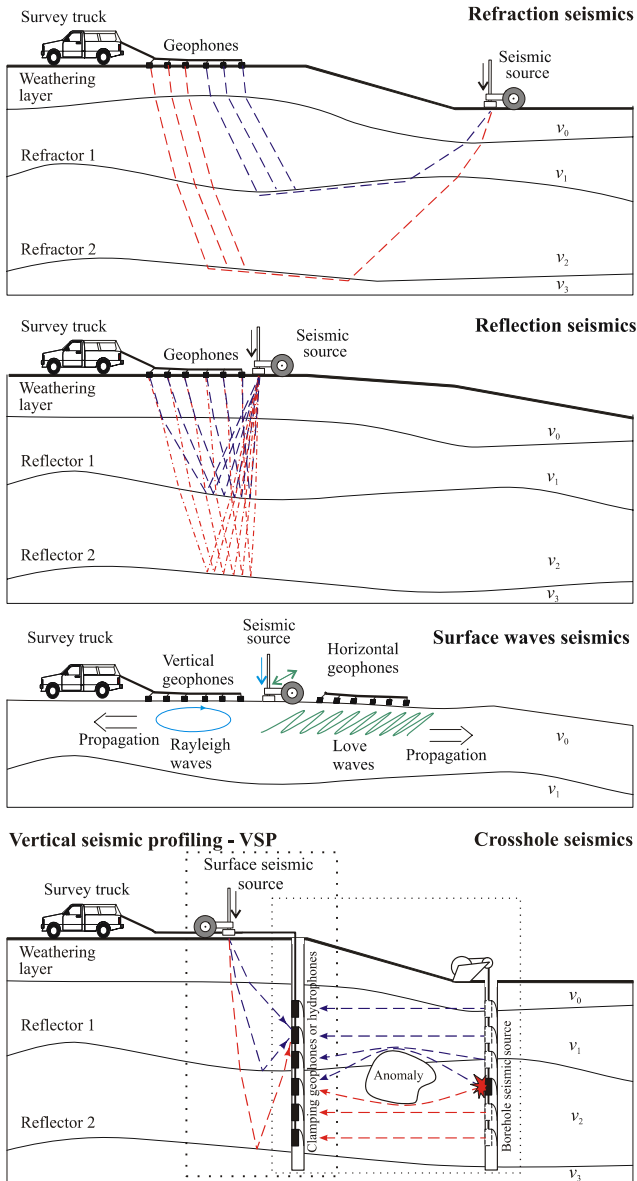 Refraction seismics
Survey truck
Geophones
Seismic
source
Weathering
layer
v0
Refractor 1
v1
Refractor 2
v2
v3
Reflection seismics
Survey truck
Geophones
Seismic
source
Weathering
layer
v0
Reflector 1
v1
Reflector 2
v2
v3
Surface waves seismics
Survey truck
Vertical
geophones
Seismic
source
Horizontal
geophones
Propagation
Rayleigh
waves
Love
waves
Propagation
v0
v1
Vertical seismic profiling - VSP
Crosshole seismics
Surface seismic
source
Survey truck
Weathering
layer
v0
Reflector 1
v1
Clamping geophones or hydrophones
Anomaly
Borehole seismic source
Reflector 2
v2
v3